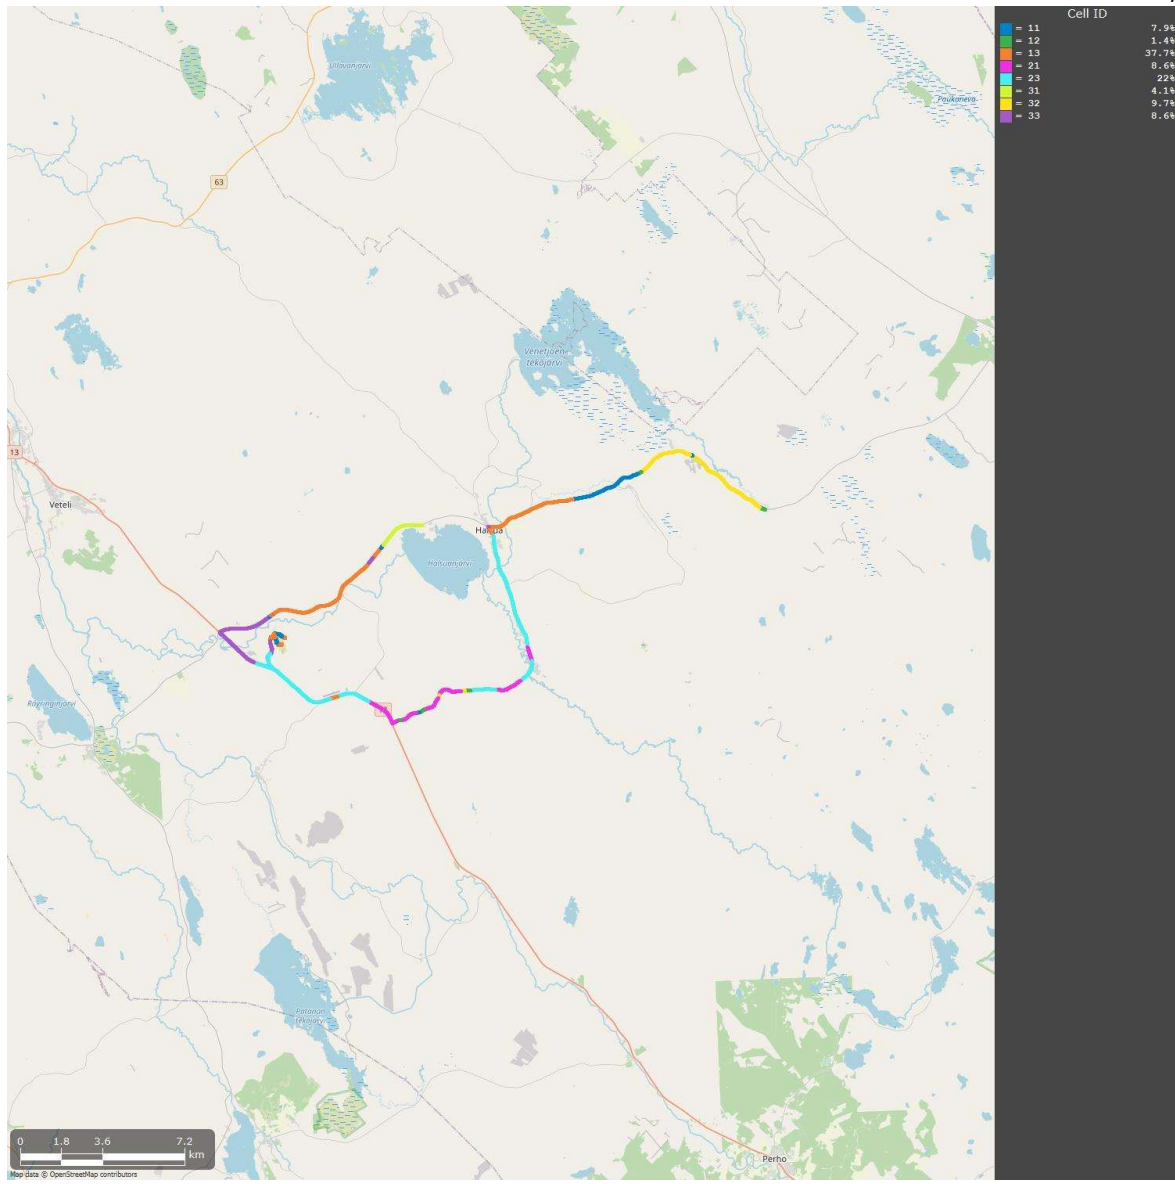 Cell ID
= 11 7.9%
= 12 1.4%
= 13 37.7%
= 21 8.6%
= 23 22%
= 31 4.1%
= 32 9.7%
= 33 8.6%
Ullavanjärvi
Paukaneva
63
Venetjoen
tekojärvi
13
Veteli
Halsuanjärvi
Räyringinjärvi
Patanan
tekojärvi
Perho
0 1.8 3.6 7.2
km
Map data © OpenStreetMap contributors